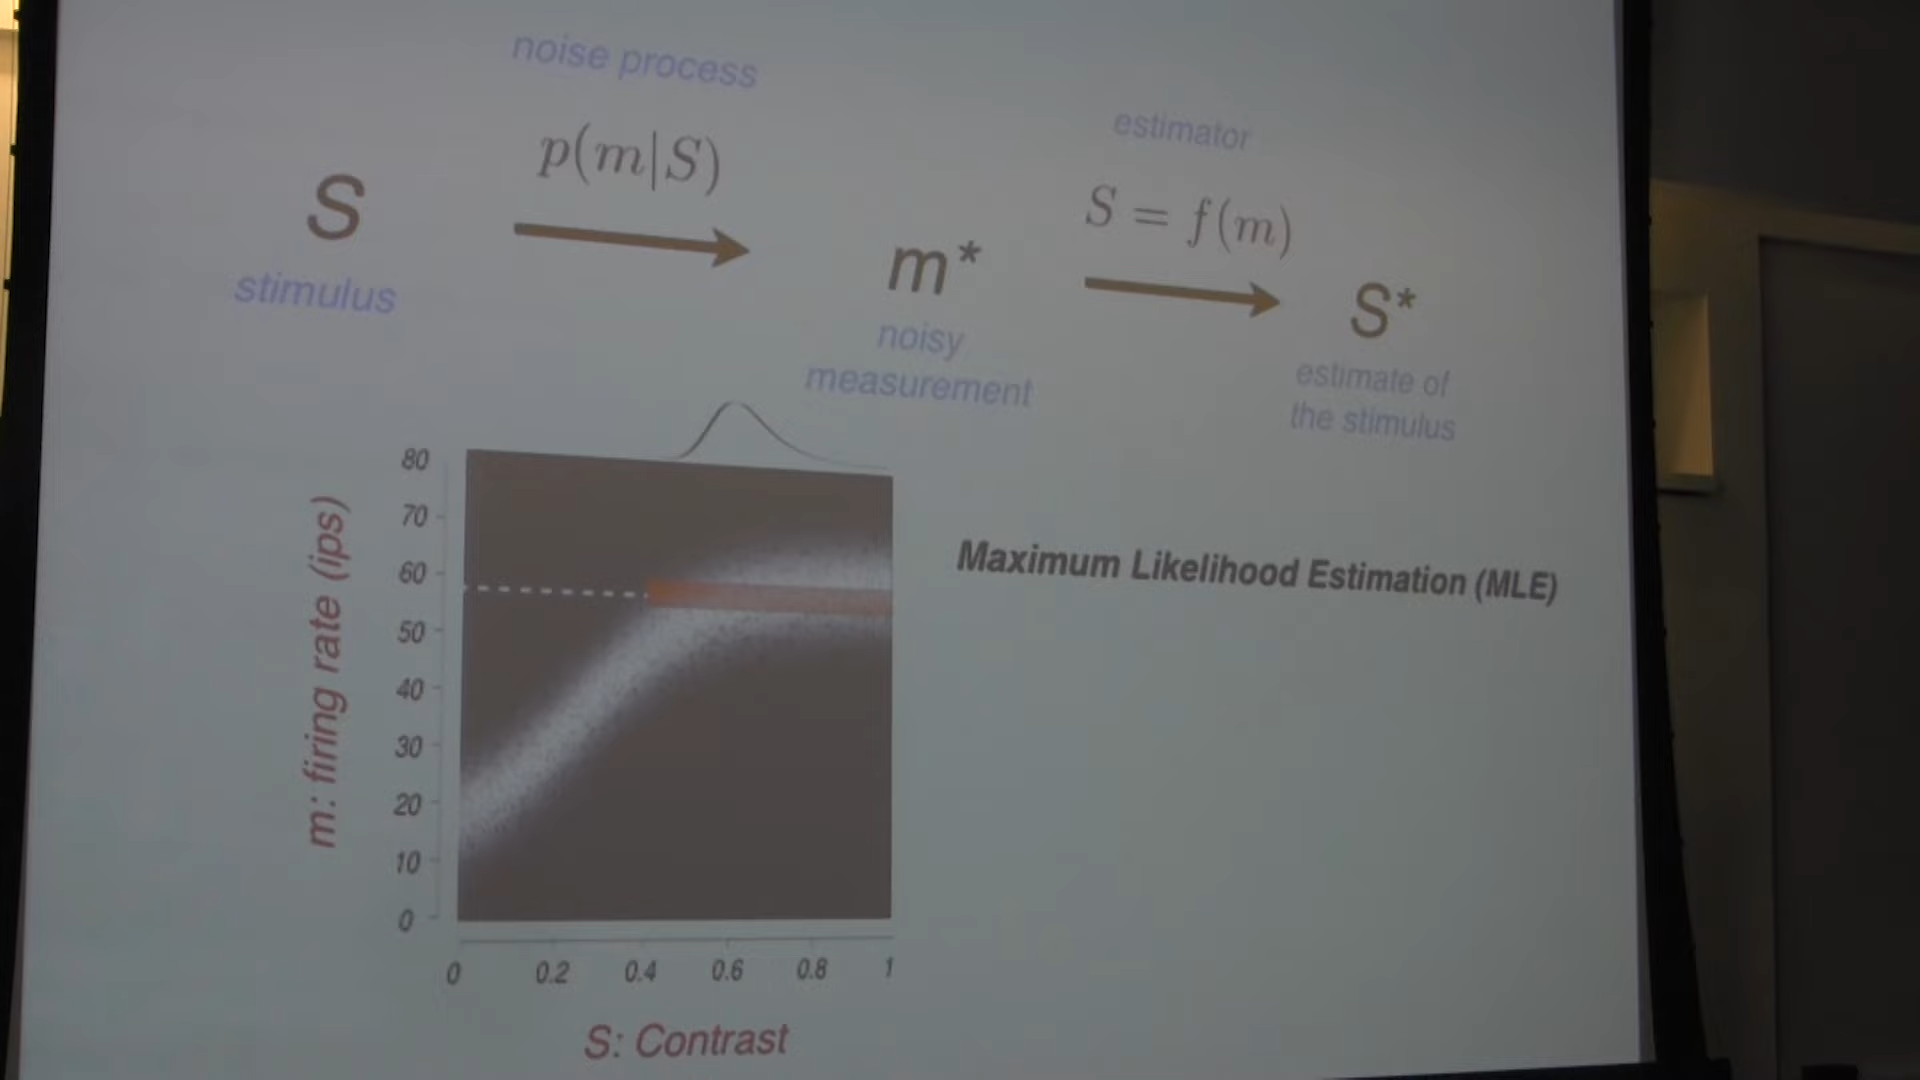 noise process
p(m|S)
estimator
S = f(m)
S
stimulus
m*
noisy
measurement
S*
estimate of
the stimulus
80
70
60
50
40
30
20
10
0
m: firing rate (ips)
0 0.2 0.4 0.6 0.8 1
S: Contrast
Maximum Likelihood Estimation (MLE)